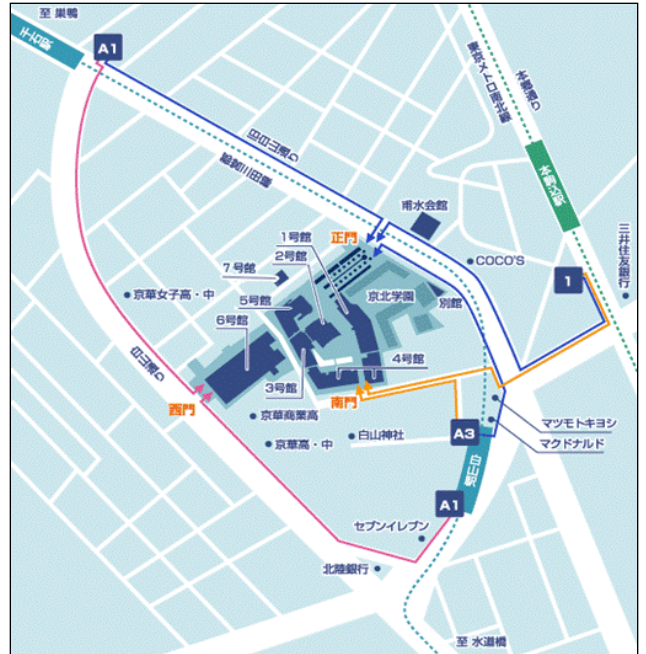 至 巣鴨
千石駅
A1
旧白山通り
都営三田線
東京メトロ南北線
本郷通り
本駒込駅
三井住友銀行
甫水会館
COCO'S
1
正門
1号館
2号館
7号館
5号館
6号館
京北学園
別館
京華女子高・中
白山通り
3号館
4号館
西門
南門
京華商業高
京華高・中
白山神社
A3
マツモトキヨシ
マクドナルド
白山駅
A1
セブンイレブン
北陸銀行
至 水道橋